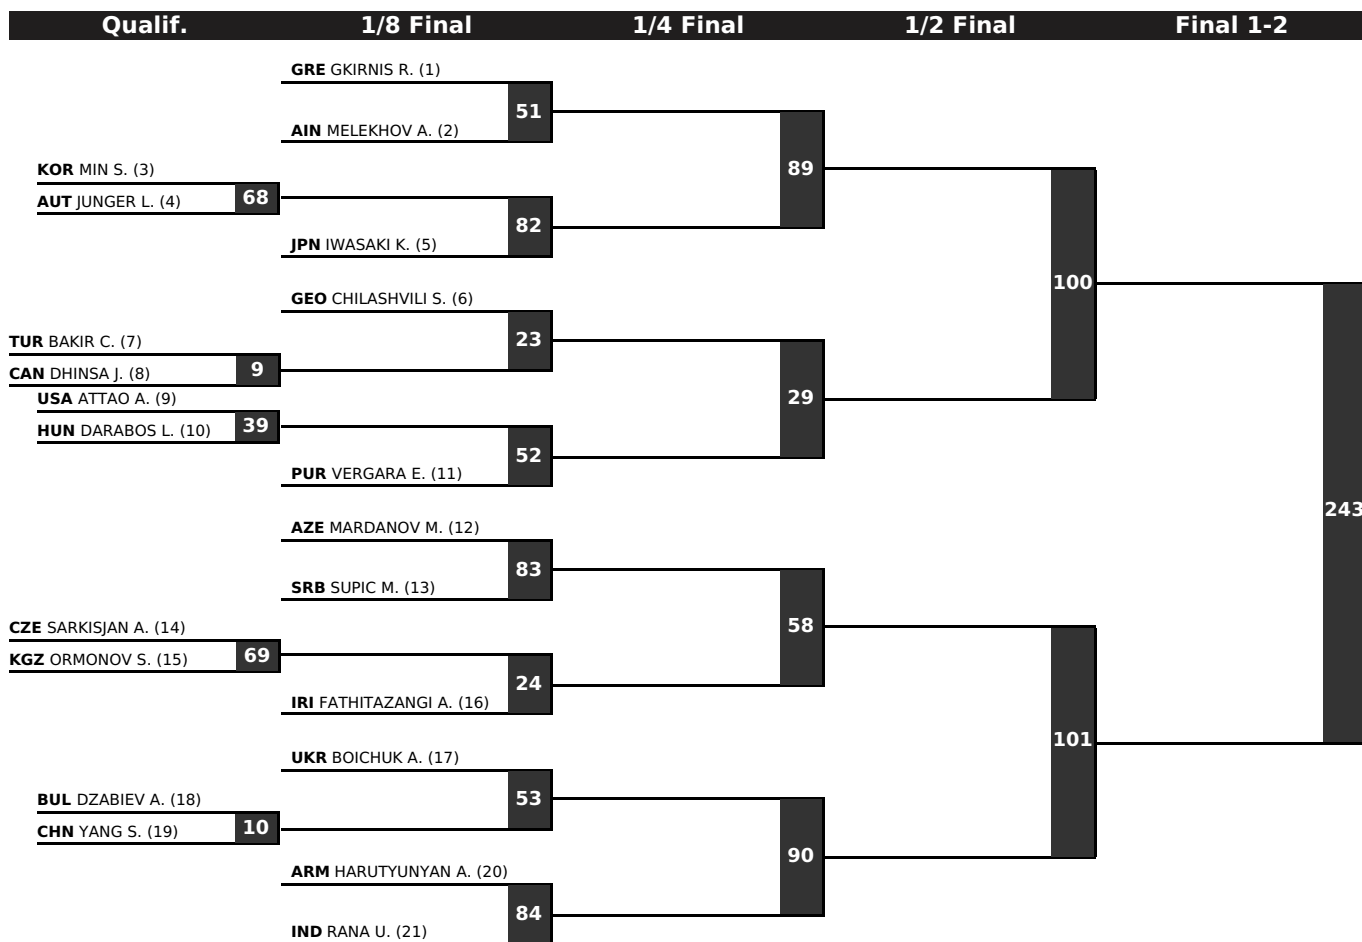 Qualif. 1/8 Final 1/4 Final 1/2 Final Final 1-2
GRE GKIRNIS R. (1)
51
AIN MELEKHOV A. (2)
KOR MIN S. (3)
89
AUT JUNGER L. (4) 68
82
JPN IWASAKI K. (5)
100
GEO CHILASHVILI S. (6)
23
TUR BAKIR C. (7)
CAN DHINSA J. (8) 9
USA ATTAO A. (9)
29
HUN DARABOS L. (10) 39
52
PUR VERGARA E. (11)
243
AZE MARDANOV M. (12)
83
SRB SUPIC M. (13)
CZE SARKISJAN A. (14)
58
KGZ ORMONOV S. (15) 69
24
IRI FATHITAZANGI A. (16)
101
UKR BOICHUK A. (17)
53
BUL DZABIEV A. (18)
CHN YANG S. (19) 10
90
ARM HARUTYUNYAN A. (20)
84
IND RANA U. (21)